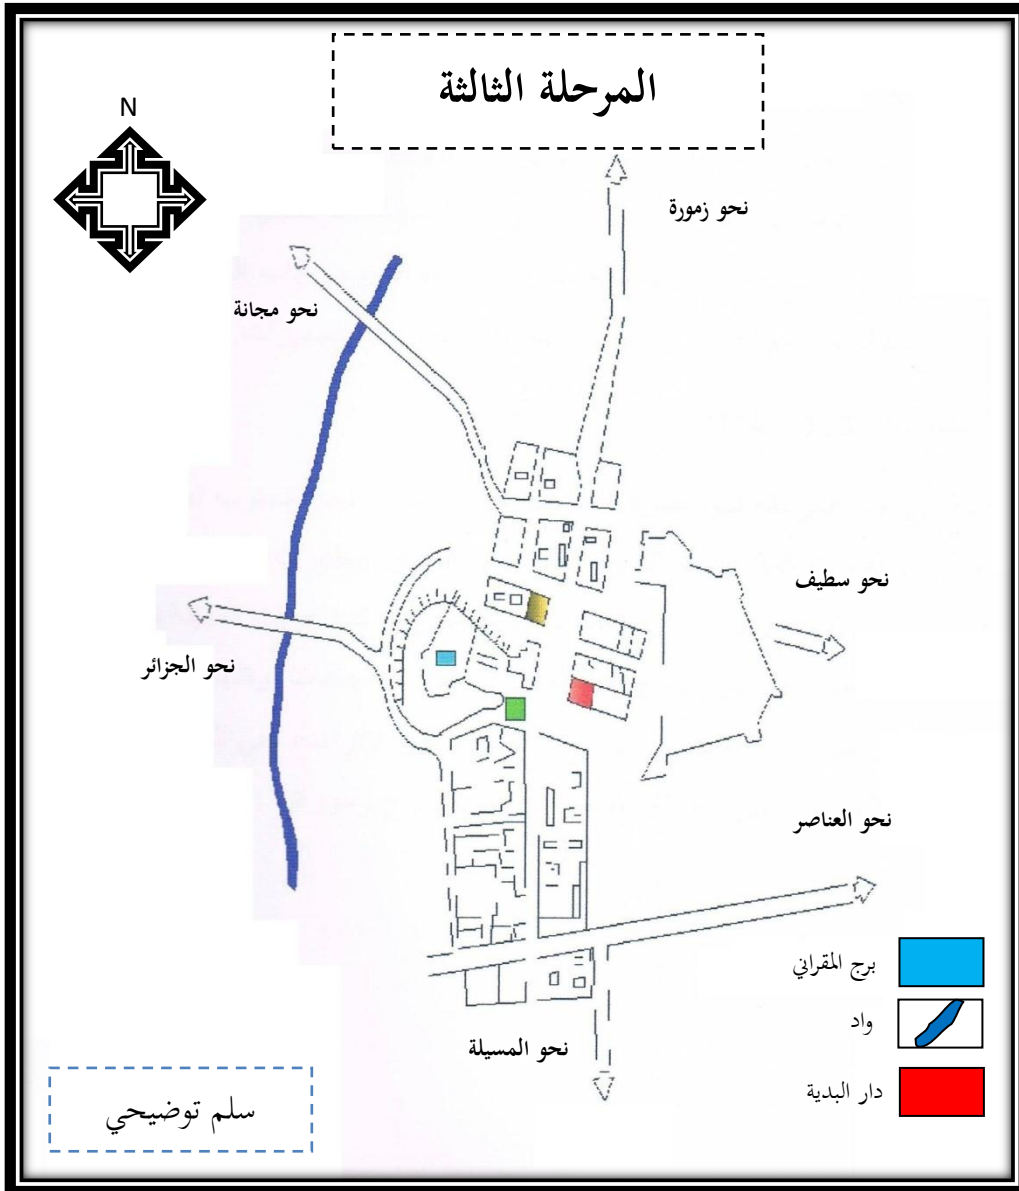 المرحلة الثالثة
N
نحو زمورة
نحو مجانة
نحو سطيف
نحو الجزائر
نحو العناصر
برج المقراني
واد
نحو المسيلة
دار البدية
سلم توضيحي